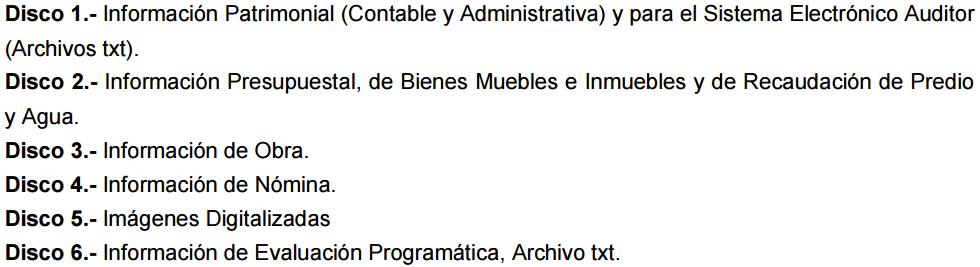 Disco 1.- Información Patrimonial (Contable y Administrativa) y para el Sistema Electrónico Auditor
(Archivos txt).
Disco 2.- Información Presupuestal, de Bienes Muebles e Inmuebles y de Recaudación de Predio
y Agua.
Disco 3.- Información de Obra.
Disco 4.- Información de Nómina.
Disco 5.- Imágenes Digitalizadas
Disco 6.- Información de Evaluación Programática, Archivo txt.